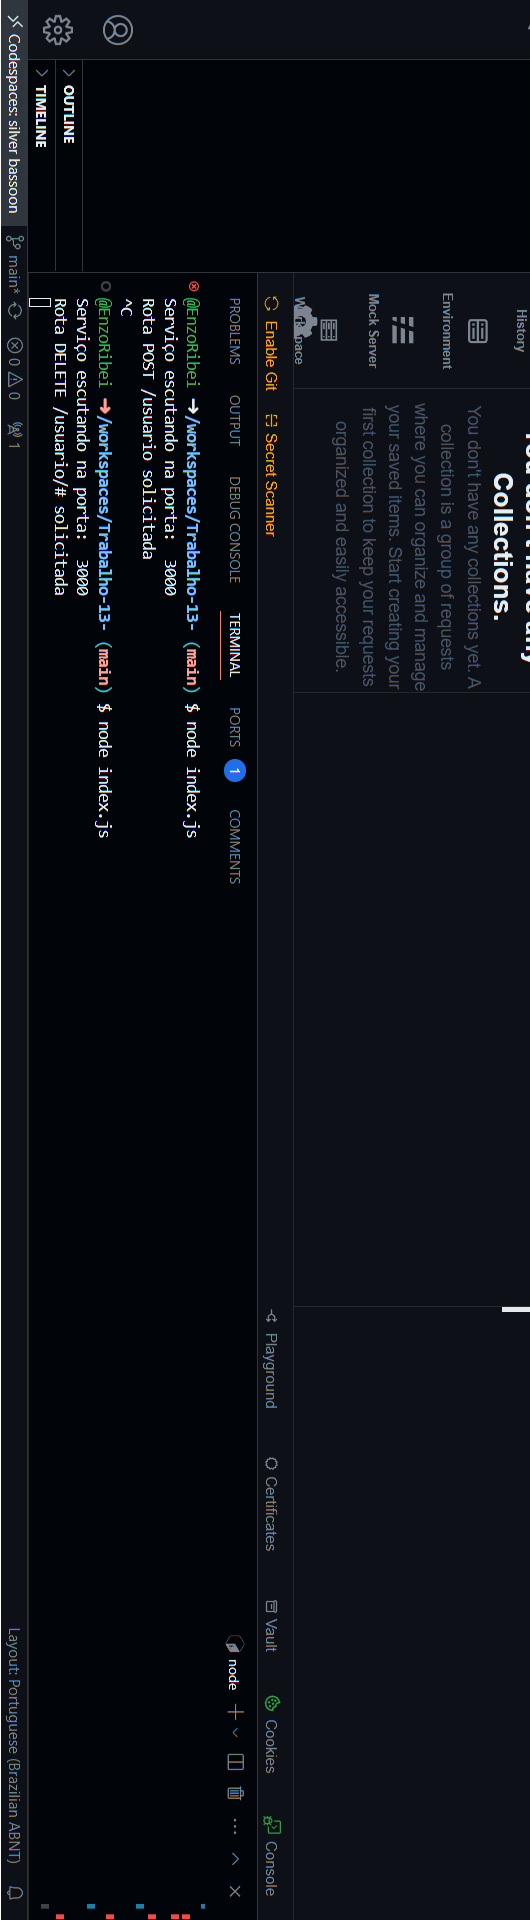 History
Environment
Mock Server
Workspace
Collections.
You don't have any collections yet. A
collection is a group of requests
where you can organize and manage
your saved items. Start creating your
first collection to keep your requests
organized and easily accessible.
Enable Git Secret Scanner Playground Certificates Vault Cookies Console
PROBLEMS OUTPUT DEBUG CONSOLE TERMINAL PORTS 1 COMMENTS node
@EnzoRibei ➜ /workspaces/Trabalho-13- (main) $ node index.js
Serviço escutando na porta:  3000
Rota POST /usuario solicitada
^C
@EnzoRibei ➜ /workspaces/Trabalho-13- (main) $ node index.js
Serviço escutando na porta:  3000
Rota DELETE /usuario/# solicitada
OUTLINE
TIMELINE
Codespaces: silver bassoon main* 0 0 1 Layout: Portuguese (Brazilian ABNT)